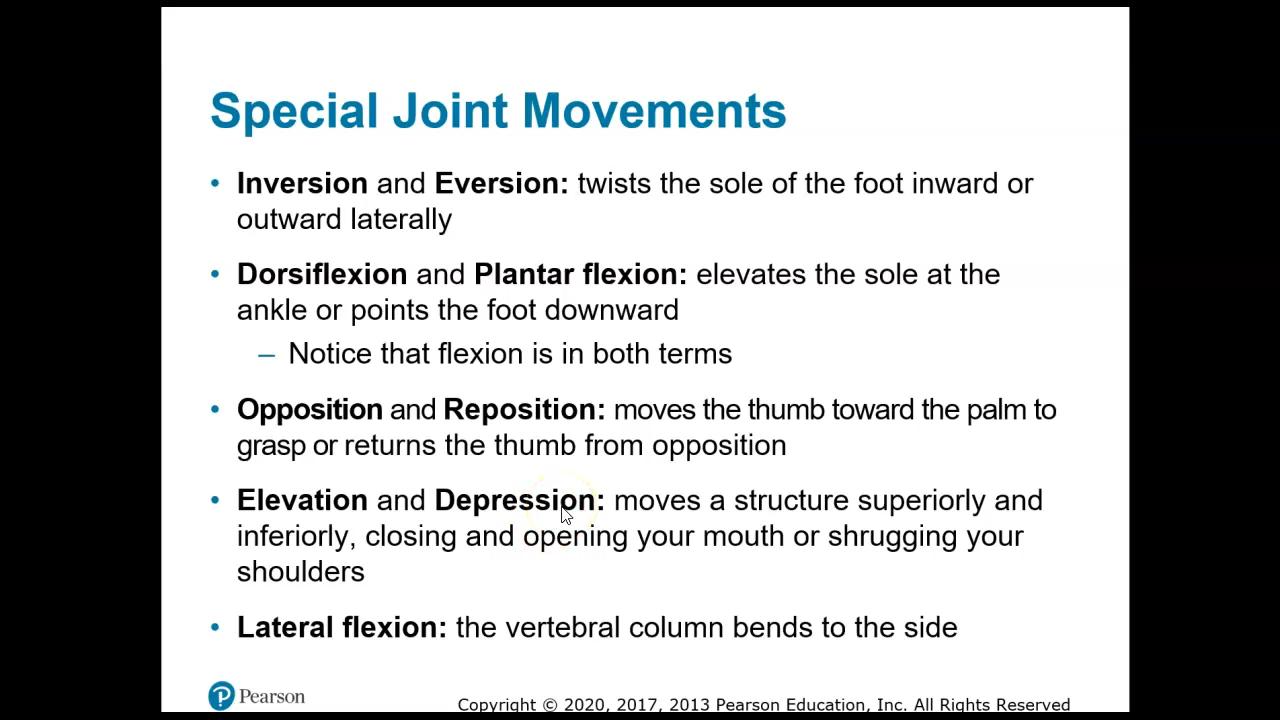 Special Joint Movements
• Inversion and Eversion: twists the sole of the foot inward or
outward laterally
• Dorsiflexion and Plantar flexion: elevates the sole at the
ankle or points the foot downward
– Notice that flexion is in both terms
• Opposition and Reposition: moves the thumb toward the palm to
grasp or returns the thumb from opposition
• Elevation and Depression: moves a structure superiorly and
inferiorly, closing and opening your mouth or shrugging your
shoulders
• Lateral flexion: the vertebral column bends to the side
P Pearson
Copyright © 2020, 2017, 2013 Pearson Education, Inc. All Rights Reserved